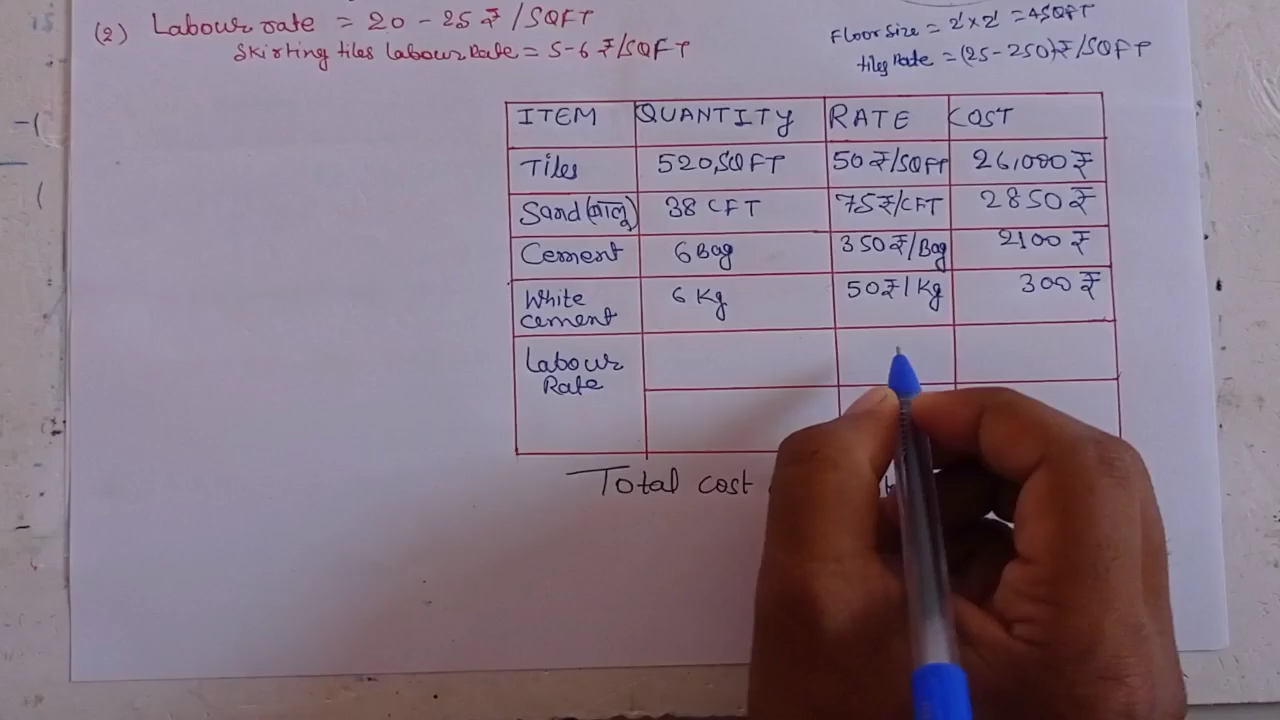 (2) Labour rate = 20 - 25 ₹ /SQFT
Skirting tiles labour Rate = 5-6 ₹/SQFT
Floor Size = 2'x2' = 4SQFT
tiles Rate = (25-250)₹/SQFT
ITEM QUANTITY RATE COST
Tiles 520SQFT 50₹/SQFT 26,000₹
Sand(बालू) 38 CFT 75₹/CFT 2850₹
Cement 6 Bag 350₹/Bag 2100 ₹
White cement 6 Kg 50₹/Kg 300₹
Labour
Rate
Total cost